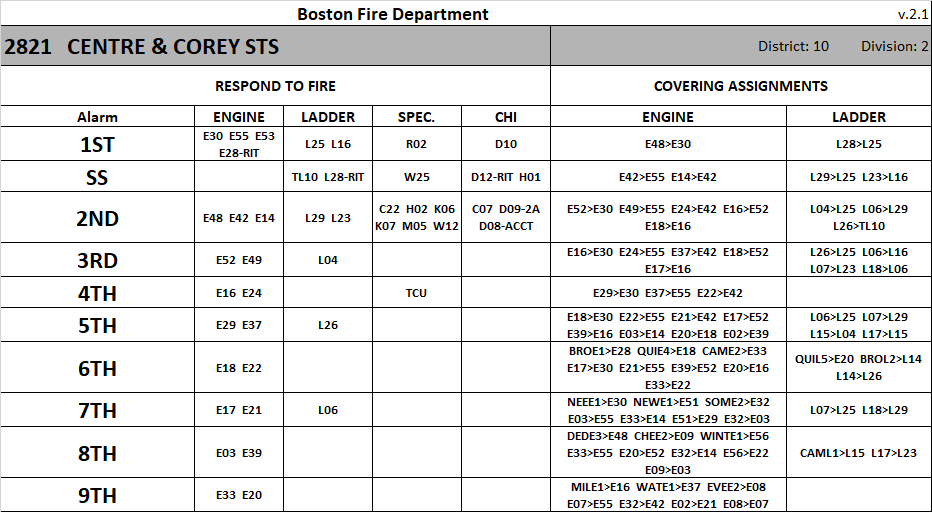 Boston Fire Department v.2.1
2821 CENTRE & COREY STS District: 10 Division: 2
RESPOND TO FIRE COVERING ASSIGNMENTS
Alarm ENGINE LADDER SPEC. CHI ENGINE LADDER
E30 E55 E53
1ST L25 L16 R02 D10 E48>E30 L28>L25
E28-RIT
SS TL10 L28-RIT W25 D12-RIT H01 E42>E55 E14>E42 L29>L25 L23>L16
C22 H02 K06 C07 D09-2A E52>E30 E49>E55 E24>E42 E16>E52 L04>L25 L06>L29
2ND E48 E42 E14 L29 L23
K07 M05 W12 D08-ACCT E18>E16 L26>TL10
E16>E30 E24>E55 E37>E42 E18>E52 L26>L25 L06>L16
3RD E52 E49 L04
E17>E16 L07>L23 L18>L06
4TH E16 E24 TCU E29>E30 E37>E55 E22>E42
E18>E30 E22>E55 E21>E42 E17>E52 L06>L25 L07>L29
5TH E29 E37 L26
E39>E16 E03>E14 E20>E18 E02>E39 L15>L04 L17>L15
BROE1>E28 QUIE4>E18 CAME2>E33
QUIL5>E20 BROL2>L14
6TH E18 E22 E17>E30 E21>E55 E39>E52 E20>E16
L14>L26
E33>E22
NEEE1>E30 NEWE1>E51 SOME2>E32
7TH E17 E21 L06 L07>L25 L18>L29
E03>E55 E33>E14 E51>E29 E32>E03
DEDE3>E48 CHEE2>E09 WINTE1>E56
8TH E03 E39 E33>E55 E20>E52 E32>E14 E56>E22 CAML1>L15 L17>L23
E09>E03
MILE1>E16 WATE1>E37 EVEE2>E08
9TH E33 E20
E07>E55 E32>E42 E02>E21 E08>E07